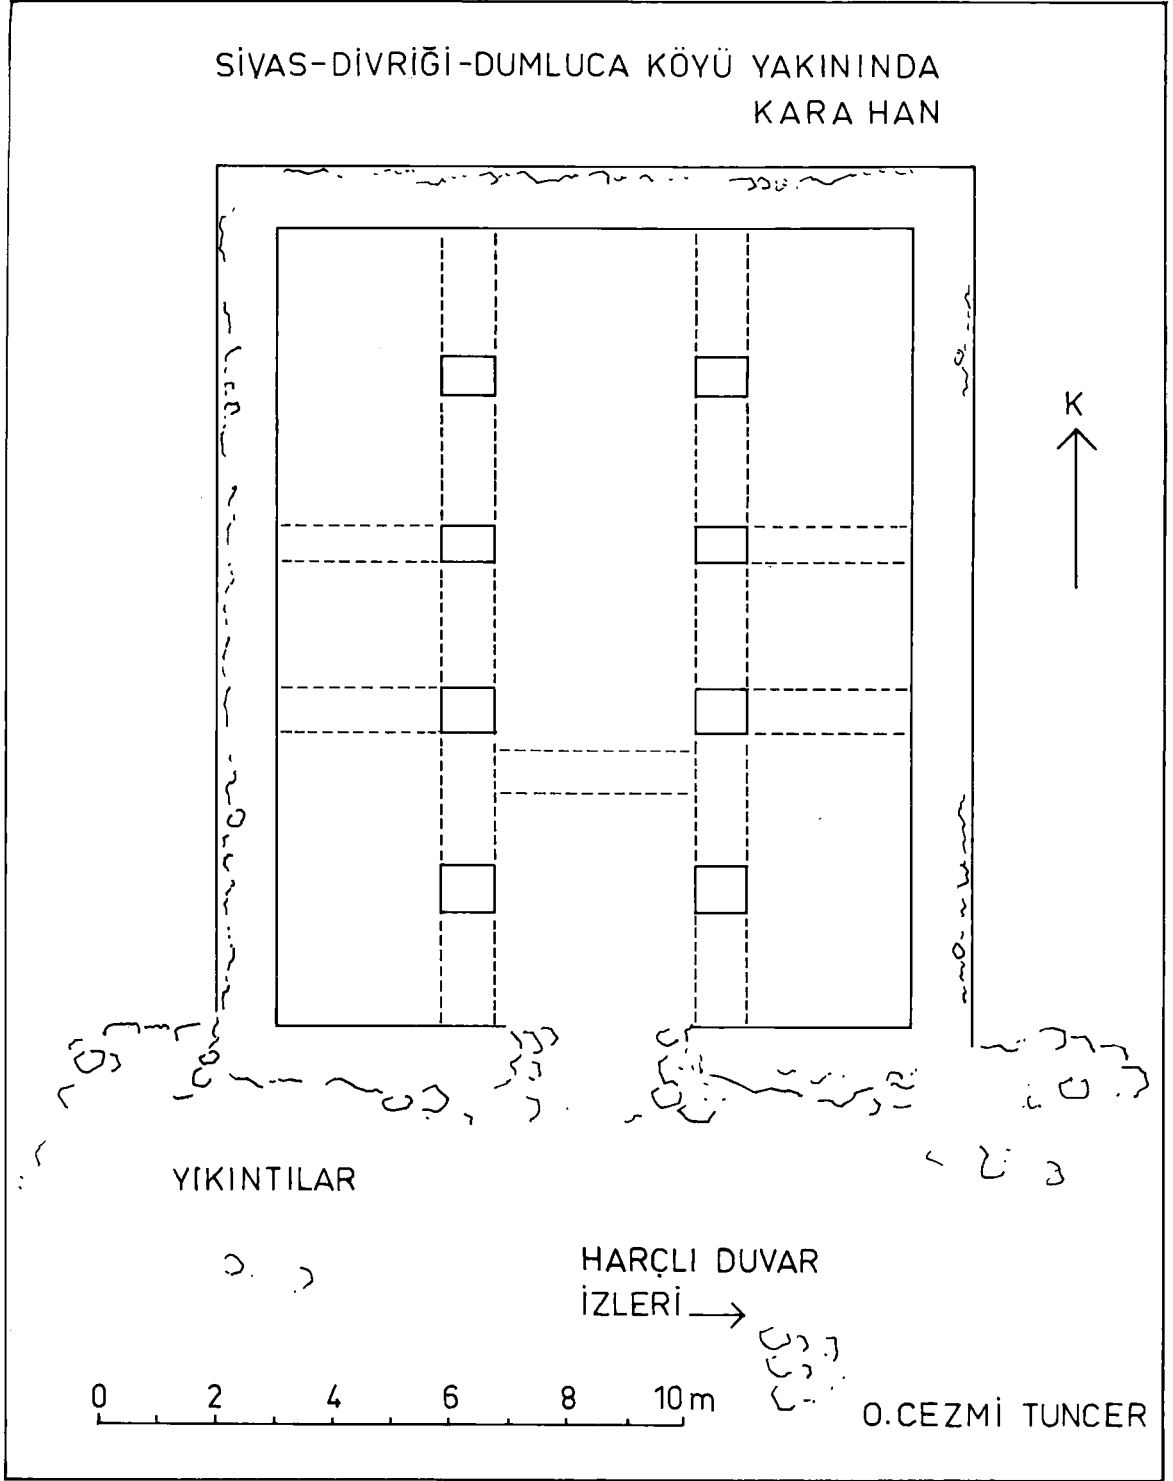 SİVAS-DİVRİĞİ-DUMLUCA KÖYÜ YAKININDA
KARA HAN
K
YIKINTILAR
HARÇLI DUVAR
İZLERİ
0 2 4 6 8 10 m
O.CEZMİ TUNCER